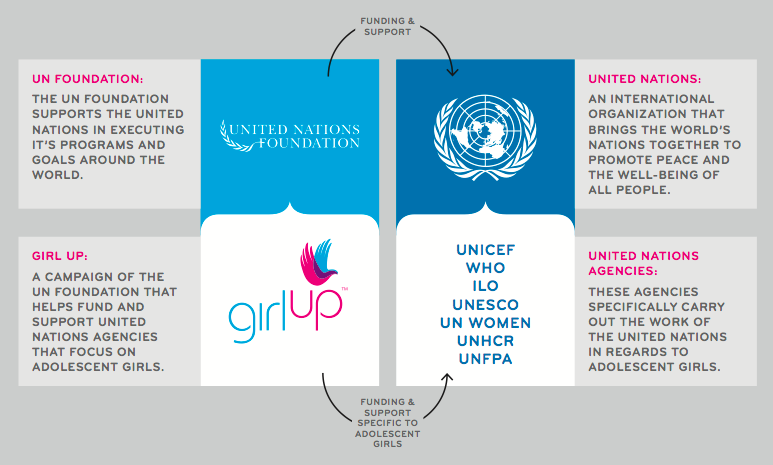 FUNDING &
SUPPORT
UN FOUNDATION:
THE UN FOUNDATION
SUPPORTS THE UNITED
NATIONS IN EXECUTING
IT'S PROGRAMS AND
GOALS AROUND THE
WORLD.
UNITED NATIONS
FOUNDATION
UNITED NATIONS:
AN INTERNATIONAL
ORGANIZATION THAT
BRINGS THE WORLD'S
NATIONS TOGETHER TO
PROMOTE PEACE AND
THE WELL-BEING OF
ALL PEOPLE.
GIRL UP:
A CAMPAIGN OF THE
UN FOUNDATION THAT
HELPS FUND AND
SUPPORT UNITED
NATIONS AGENCIES
THAT FOCUS ON
ADOLESCENT GIRLS.
girl up™
UNICEF
WHO
ILO
UNESCO
UN WOMEN
UNHCR
UNFPA
UNITED NATIONS
AGENCIES:
THESE AGENCIES
SPECIFICALLY CARRY
OUT THE WORK OF
THE UNITED NATIONS
IN REGARDS TO
ADOLESCENT GIRLS.
FUNDING &
SUPPORT
SPECIFIC TO
ADOLESCENT
GIRLS